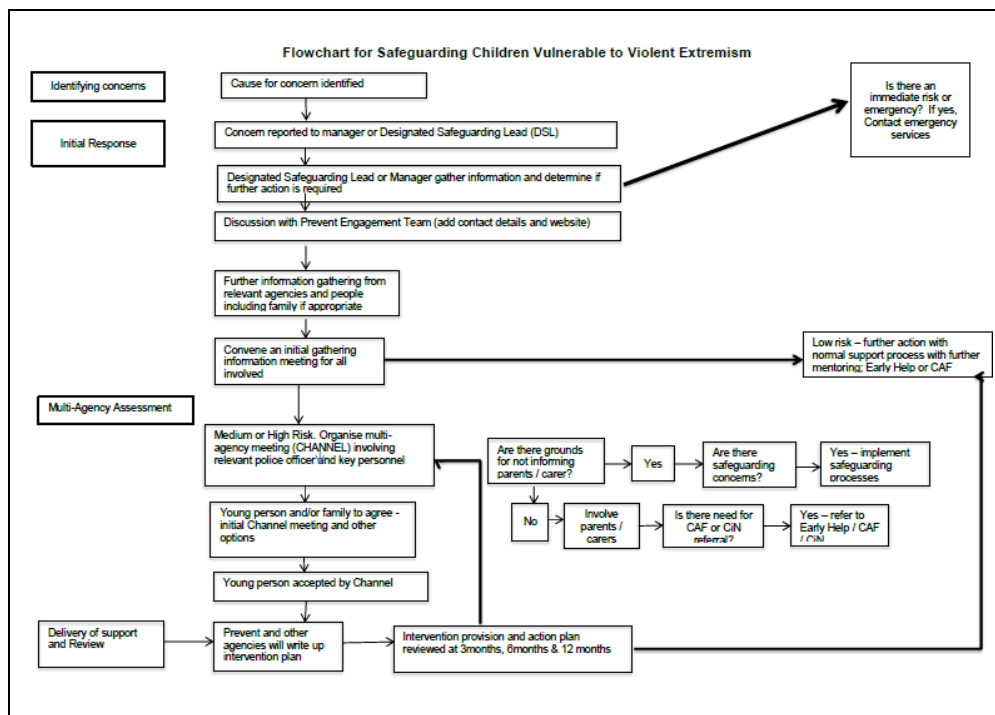 Flowchart for Safeguarding Children Vulnerable to Violent Extremism
Identifying concerns
Cause for concern identified
Is there an
immediate risk or
emergency? If yes,
Contact emergency
services
Initial Response
Concern reported to manager or Designated Safeguarding Lead (DSL)
Designated Safeguarding Lead or Manager gather information and determine if
further action is required
Discussion with Prevent Engagement Team (add contact details and website)
Further information gathering from
relevant agencies and people
including family if appropriate
Convene an initial gathering
information meeting for all
involved
Low risk – further action with
normal support process with further
mentoring; Early Help or CAF
Multi-Agency Assessment
Medium or High Risk. Organise multi-
agency meeting (CHANNEL) involving
relevant police officer and key personnel
Are there grounds
for not informing
parents / carer?
Yes
Are there
safeguarding
concerns?
Yes – implement
safeguarding
processes
No
Involve
parents /
carers
Is there need for
CAF or CiN
referral?
Yes – refer to
Early Help / CAF
/ CiN
Young person and/or family to agree -
initial Channel meeting and other
options
Young person accepted by Channel
Delivery of support
and Review
Prevent and other
agencies will write up
intervention plan
Intervention provision and action plan
reviewed at 3months, 6months & 12 months